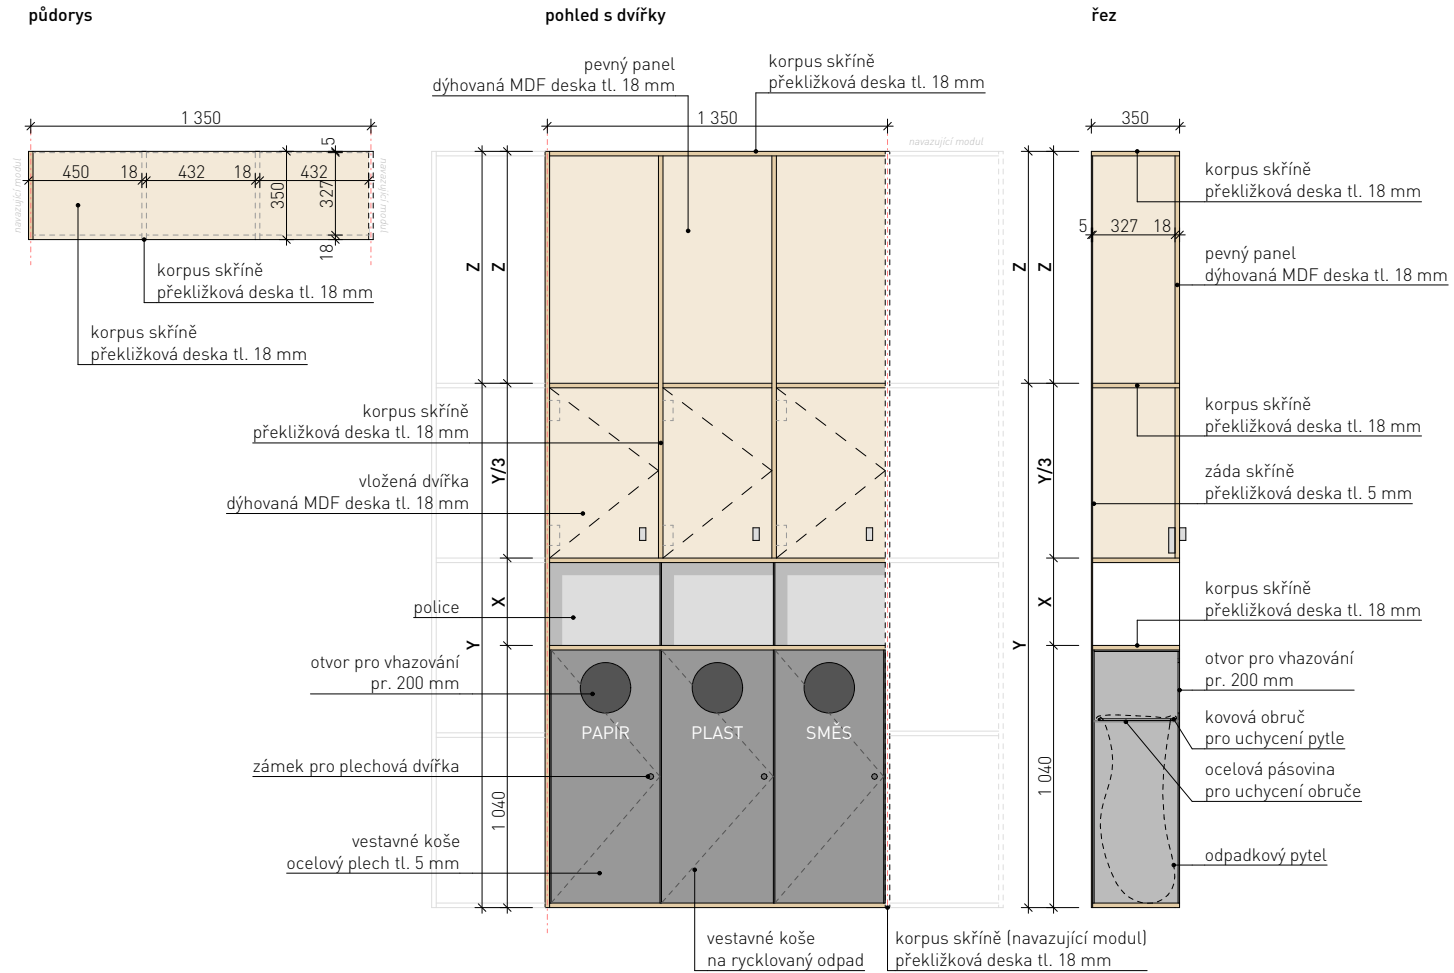 půdorys
pohled s dvířky
řez
pevný panel
dýhovaná MDF deska tl. 18 mm
korpus skříně
překližková deska tl. 18 mm
1 350
1 350
350
navazující modul
navazující modul
navazující modul
450
18
432
18
432
5
350
327
18
korpus skříně
překližková deska tl. 18 mm
korpus skříně
překližková deska tl. 18 mm
Z
Z
Y/3
X
Y
1 040
korpus skříně
překližková deska tl. 18 mm
vložená dvířka
dýhovaná MDF deska tl. 18 mm
police
otvor pro vhazování
pr. 200 mm
PAPÍR
PLAST
SMĚS
zámek pro plechová dvířka
vestavné koše
ocelový plech tl. 5 mm
vestavné koše
na rycklovaný odpad
korpus skříně (navazující modul)
překližková deska tl. 18 mm
Z
Z
Y/3
X
Y
1 040
5
327
18
korpus skříně
překližková deska tl. 18 mm
pevný panel
dýhovaná MDF deska tl. 18 mm
korpus skříně
překližková deska tl. 18 mm
záda skříně
překližková deska tl. 5 mm
korpus skříně
překližková deska tl. 18 mm
otvor pro vhazování
pr. 200 mm
kovová obruč
pro uchycení pytle
ocelová pásovina
pro uchycení obruče
odpadkový pytel